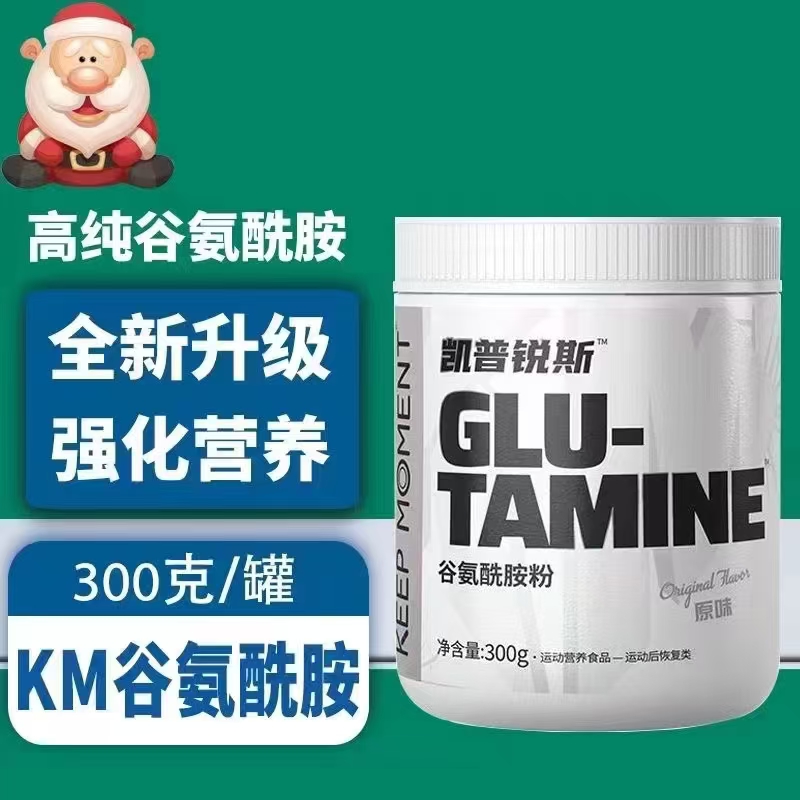 高纯谷氨酰胺
全新升级
强化营养
300克/罐
KM谷氨酰胺
KEEP MOMENT
凯普锐斯™
GLU-
TAMINE™
谷氨酰胺粉
Original Flavor
原味
净含量:300g·运动营养食品—运动后恢复类